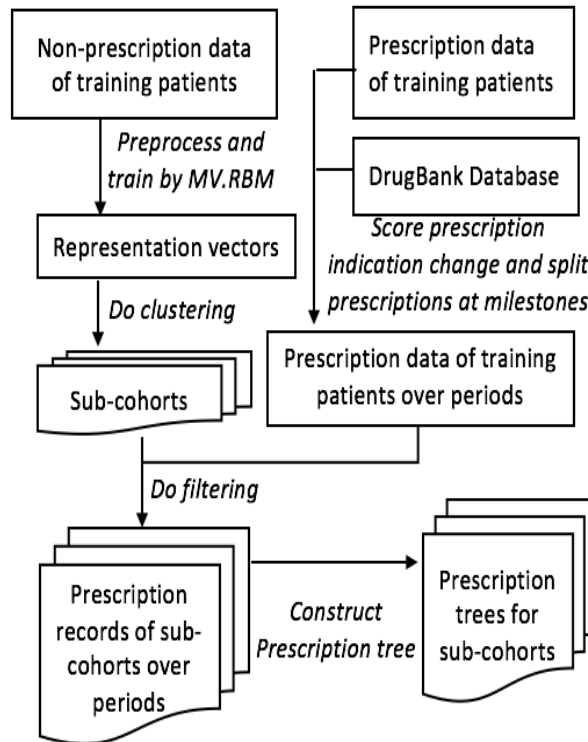 Non-prescription data
of training patients
Prescription data
of training patients
Preprocess and
train by MV.RBM
DrugBank Database
Score prescription
indication change and split
prescriptions at milestones
Representation vectors
Do clustering
Prescription data of training
patients over periods
Sub-cohorts
Do filtering
Prescription
records of sub-
cohorts over
periods
Construct
Prescription tree
Prescription
trees for
sub-cohorts